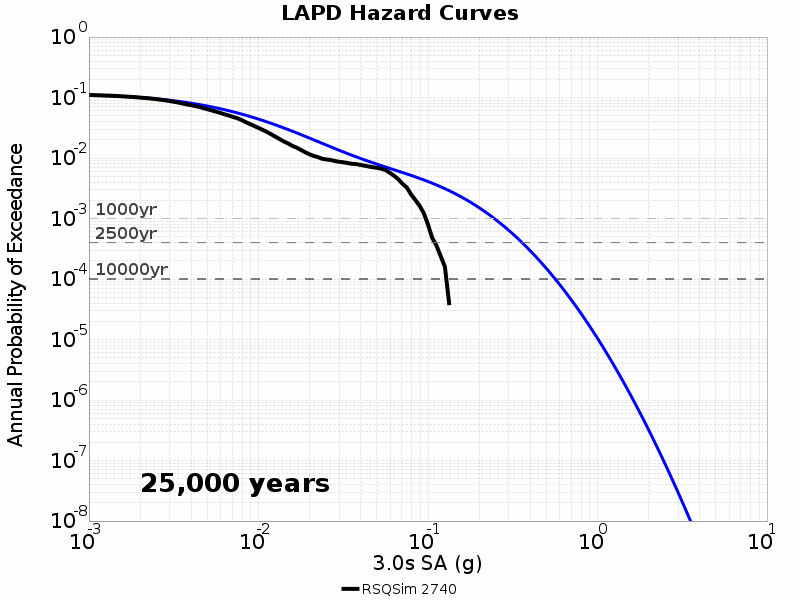 LAPD Hazard Curves
Annual Probability of Exceedance
10^0
10^-1
10^-2
10^-3
10^-4
10^-5
10^-6
10^-7
10^-8
1000yr
2500yr
10000yr
25,000 years
10^-3 10^-2 10^-1 10^0 10^1
3.0s SA (g)
RSQSim 2740